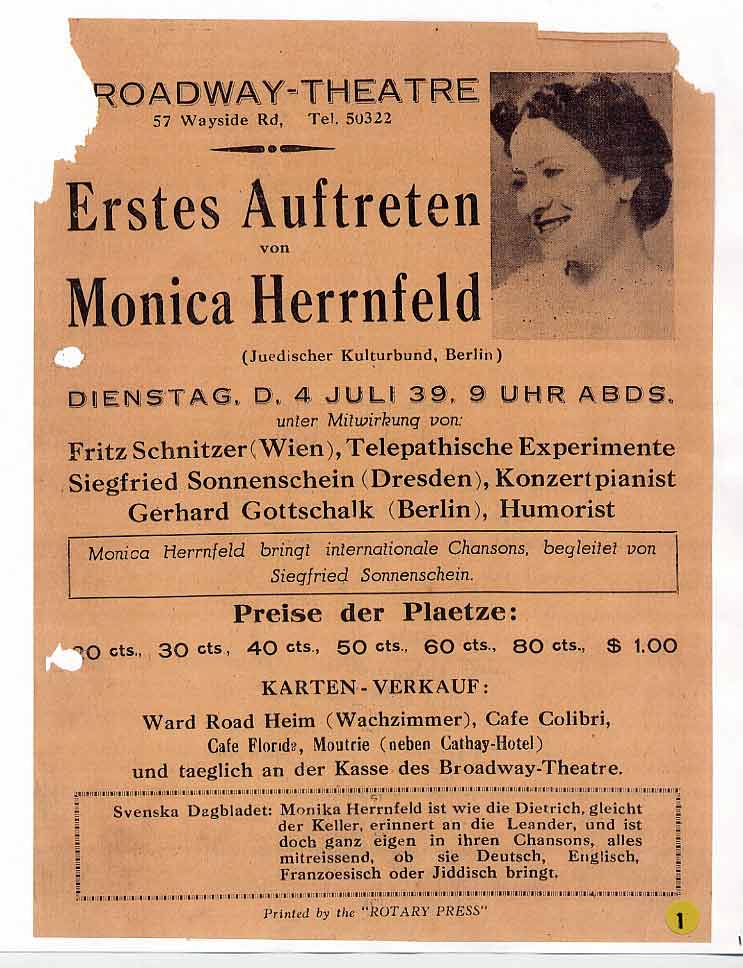 ROADWAY-THEATRE
57 Wayside Rd, Tel. 50322
Erstes Auftreten
von
Monica Herrnfeld
(Juedischer Kulturbund, Berlin)
DIENSTAG, D. 4 JULI 39, 9 UHR ABDS.
unter Mitwirkung von:
Fritz Schnitzer (Wien), Telepathische Experimente
Siegfried Sonnenschein (Dresden), Konzertpianist
Gerhard Gottschalk (Berlin), Humorist
Monica Herrnfeld bringt internationale Chansons, begleitet von
Siegfried Sonnenschein.
Preise der Plaetze:
0 cts., 30 cts., 40 cts., 50 cts., 60 cts., 80 cts., $ 1.00
KARTEN-VERKAUF:
Ward Road Heim (Wachzimmer), Cafe Colibri,
Cafe Florida, Moutrie (neben Cathay-Hotel)
und taeglich an der Kasse des Broadway-Theatre.
Svenska Dagbladet: Monika Herrnfeld ist wie die Dietrich, gleicht
der Keller, erinnert an die Leander, und ist
doch ganz eigen in ihren Chansons, alles
mitreissend, ob sie Deutsch, Englisch,
Franzoesisch oder Jiddisch bringt.
Printed by the "ROTARY PRESS"
1